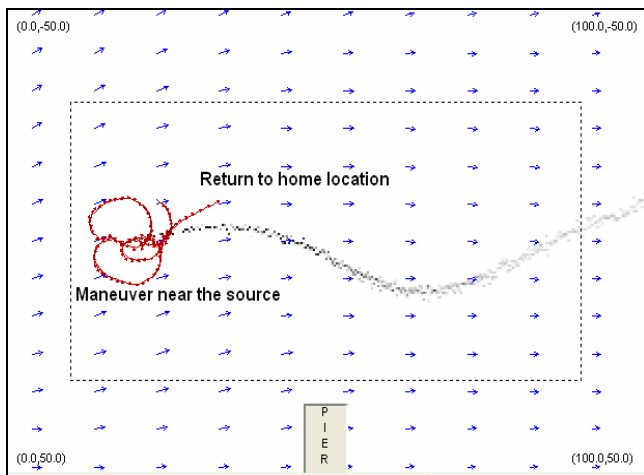 (0.0,-50.0)
(100.0,-50.0)
Return to home location
Maneuver near the source
P
I
E
R
(0.0,50.0)
(100.0,50.0)